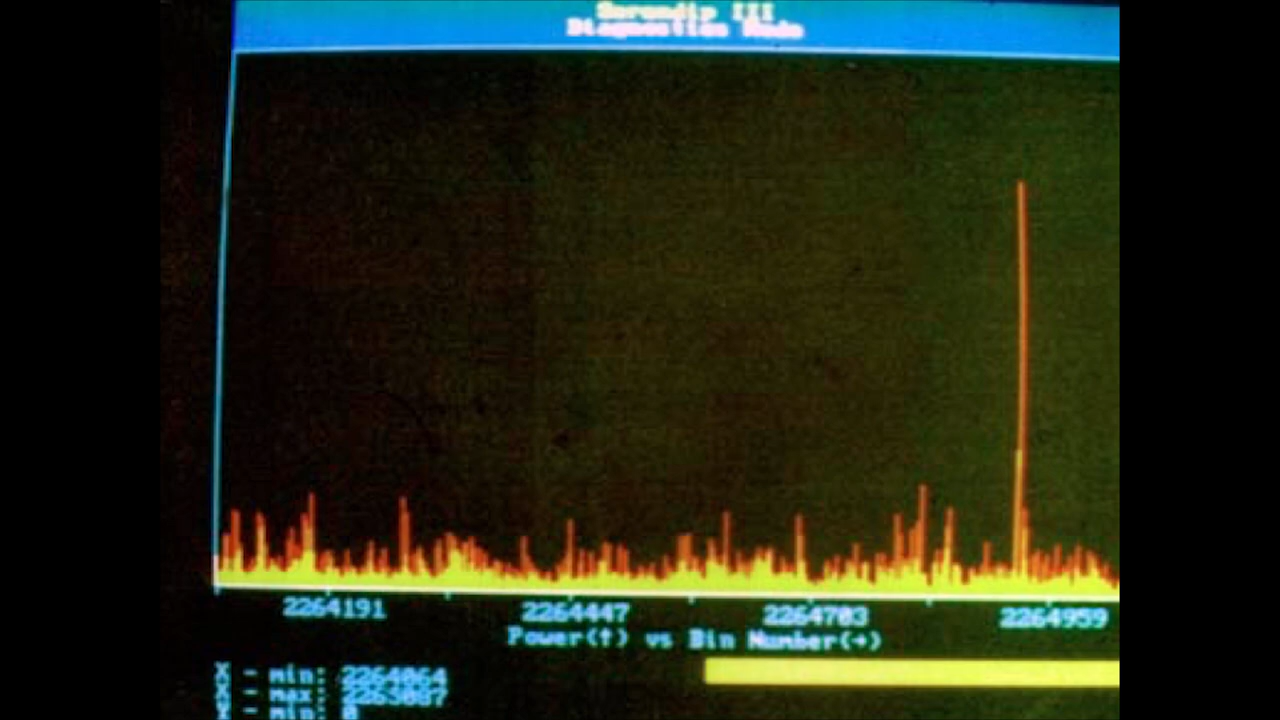 Serendip III
Diagnostics Mode
2264191 2264447 2264703 2264959
Power(↑) vs Bin Number(→)
X - min: 2264064
X - max: 2265087
Y - min: 0